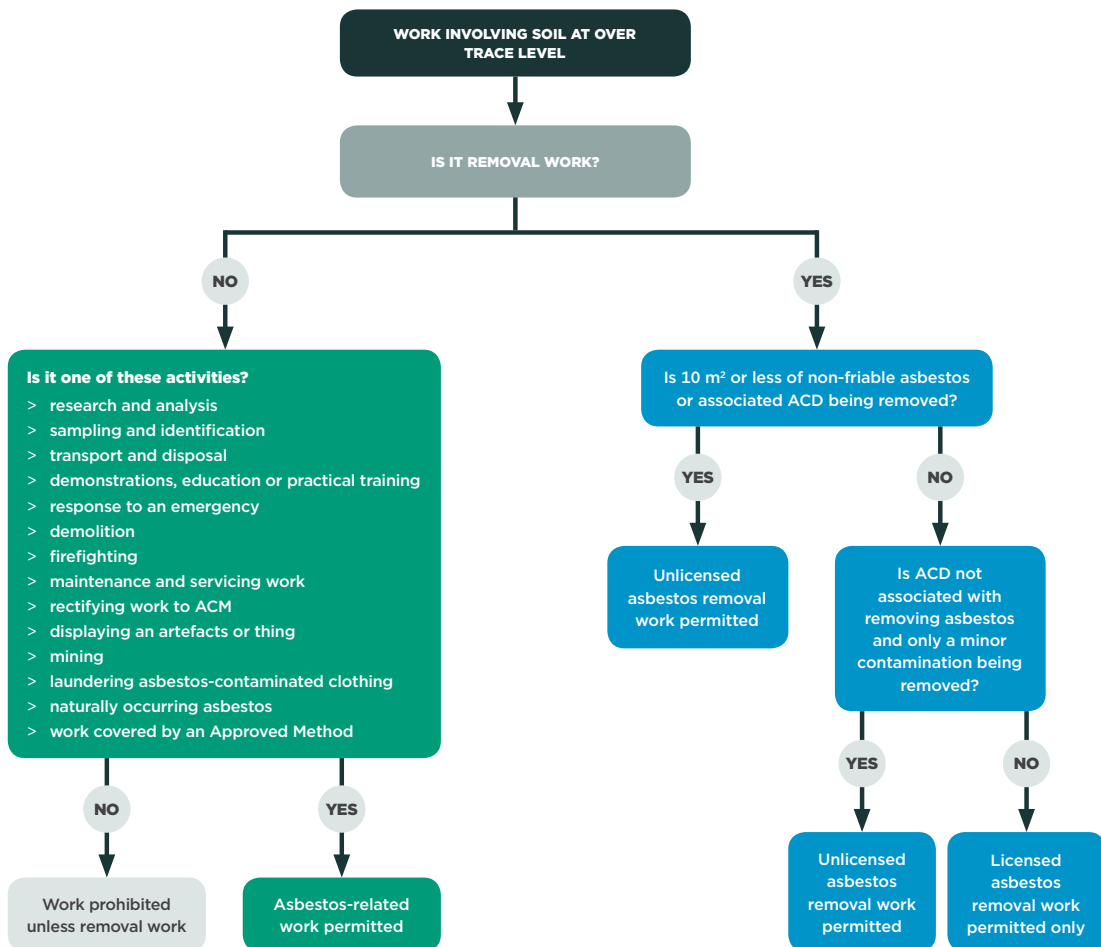 WORK INVOLVING SOIL AT OVER
TRACE LEVEL
IS IT REMOVAL WORK?
NO
YES
Is it one of these activities?
> research and analysis
> sampling and identification
> transport and disposal
> demonstrations, education or practical training
> response to an emergency
> demolition
> firefighting
> maintenance and servicing work
> rectifying work to ACM
> displaying an artefacts or thing
> mining
> laundering asbestos-contaminated clothing
> naturally occurring asbestos
> work covered by an Approved Method
NO
YES
Work prohibited
unless removal work
Asbestos-related
work permitted
Is 10 m² or less of non-friable asbestos
or associated ACD being removed?
YES
NO
Unlicensed
asbestos removal
work permitted
Is ACD not
associated with
removing asbestos
and only a minor
contamination being
removed?
YES
NO
Unlicensed
asbestos
removal work
permitted
Licensed
asbestos
removal work
permitted only